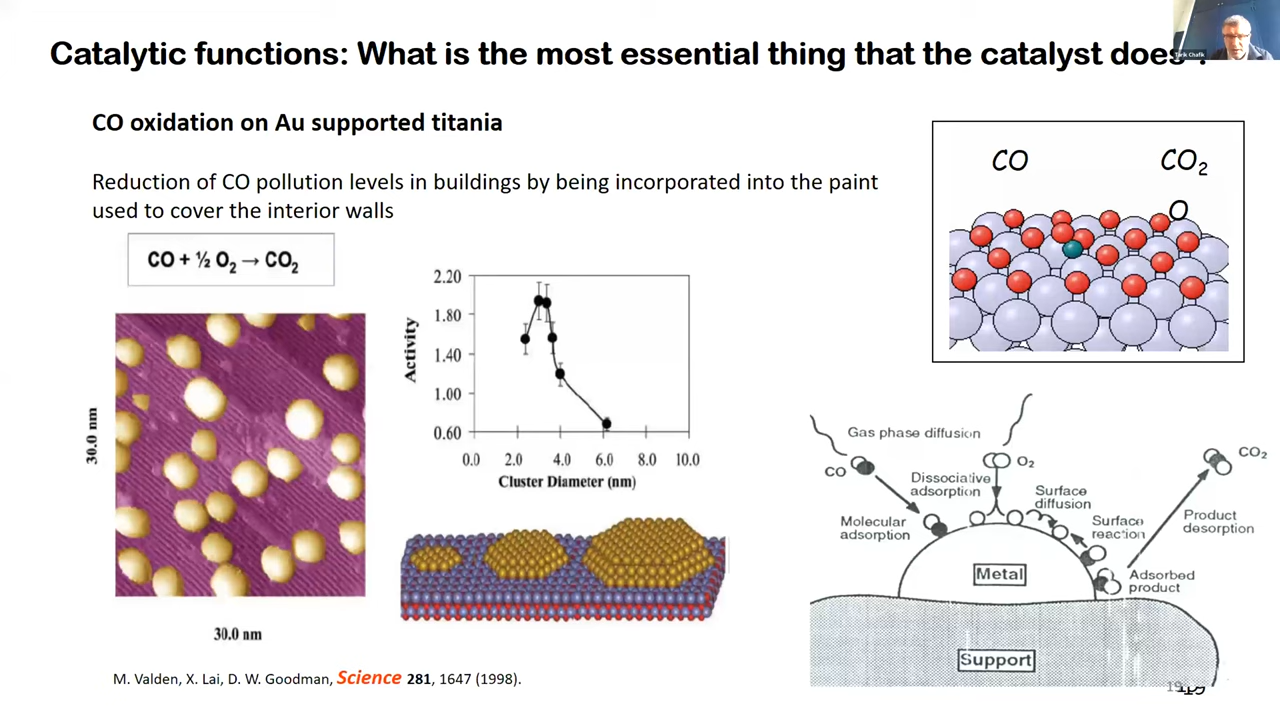 Catalytic functions: What is the most essential thing that the catalyst does ?
Tarik Chafik
CO oxidation on Au supported titania
Reduction of CO pollution levels in buildings by being incorporated into the paint
used to cover the interior walls
CO + ½ O₂ → CO₂
30.0 nm
30.0 nm
Activity
2.20
1.80
1.40
1.00
0.60
0.0 2.0 4.0 6.0 8.0 10.0
Cluster Diameter (nm)
M. Valden, X. Lai, D. W. Goodman, Science 281, 1647 (1998).
CO
CO₂
O
Gas phase diffusion
CO
O₂
CO₂
Dissociative
adsorption
Surface
diffusion
Molecular
adsorption
Surface
reaction
Product
desorption
Metal
Adsorbed
product
Support
19
19